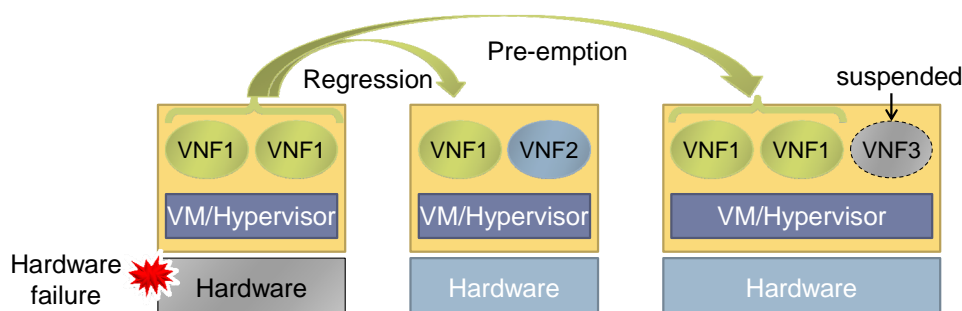 Pre-emption
Regression
suspended
VNF1 VNF1 VNF1 VNF2 VNF1 VNF1 VNF3
VM/Hypervisor VM/Hypervisor VM/Hypervisor
Hardware
failure
Hardware Hardware Hardware